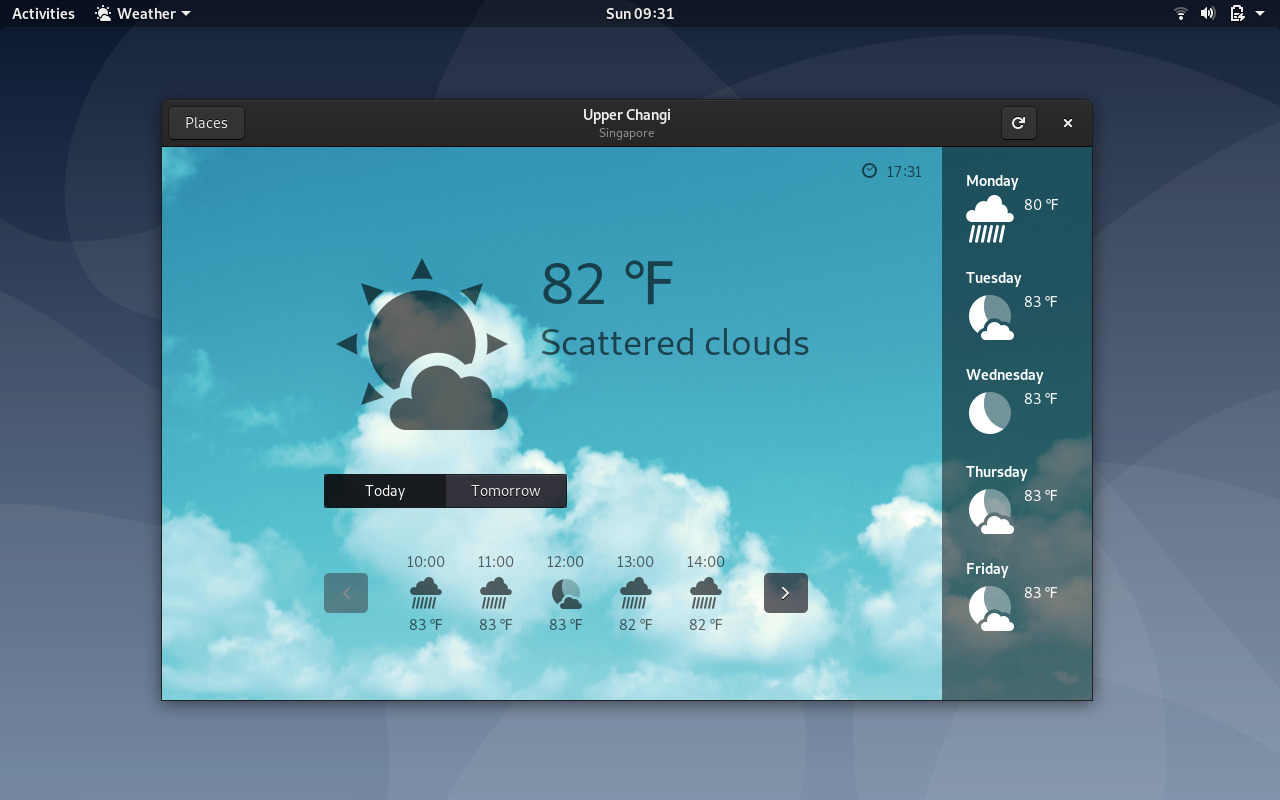 Activities Weather Sun 09:31
Places Upper Changi
Singapore
17:31
82 °F
Scattered clouds
Today Tomorrow
10:00 11:00 12:00 13:00 14:00
83 °F 83 °F 83 °F 82 °F 82 °F
Monday
80 °F
Tuesday
83 °F
Wednesday
83 °F
Thursday
83 °F
Friday
83 °F